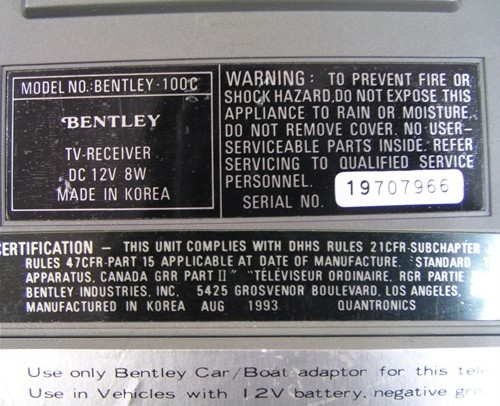 MODEL NO.: BENTLEY-100C
BENTLEY
TV-RECEIVER
DC 12V 8W
MADE IN KOREA
WARNING: TO PREVENT FIRE OR
SHOCK HAZARD, DO NOT EXPOSE THIS
APPLIANCE TO RAIN OR MOISTURE.
DO NOT REMOVE COVER. NO USER-
SERVICEABLE PARTS INSIDE. REFER
SERVICING TO QUALIFIED SERVICE
PERSONNEL.
SERIAL NO. 19707966
CERTIFICATION - THIS UNIT COMPLIES WITH DHHS RULES 21CFR-SUBCHAPTER
RULES 47CFR-PART 15 APPLICABLE AT DATE OF MANUFACTURE. "STANDARD
APPARATUS, CANADA GRR PART II" "TÉLÉVISEUR ORDINAIRE, RGR PARTIE
BENTLEY INDUSTRIES, INC. 5425 GROSVENOR BOULEVARD, LOS ANGELES,
MANUFACTURED IN KOREA AUG 1993 QUANTRONICS
Use only Bentley Car/Boat adaptor for this
Use in Vehicles with 12V battery, negative